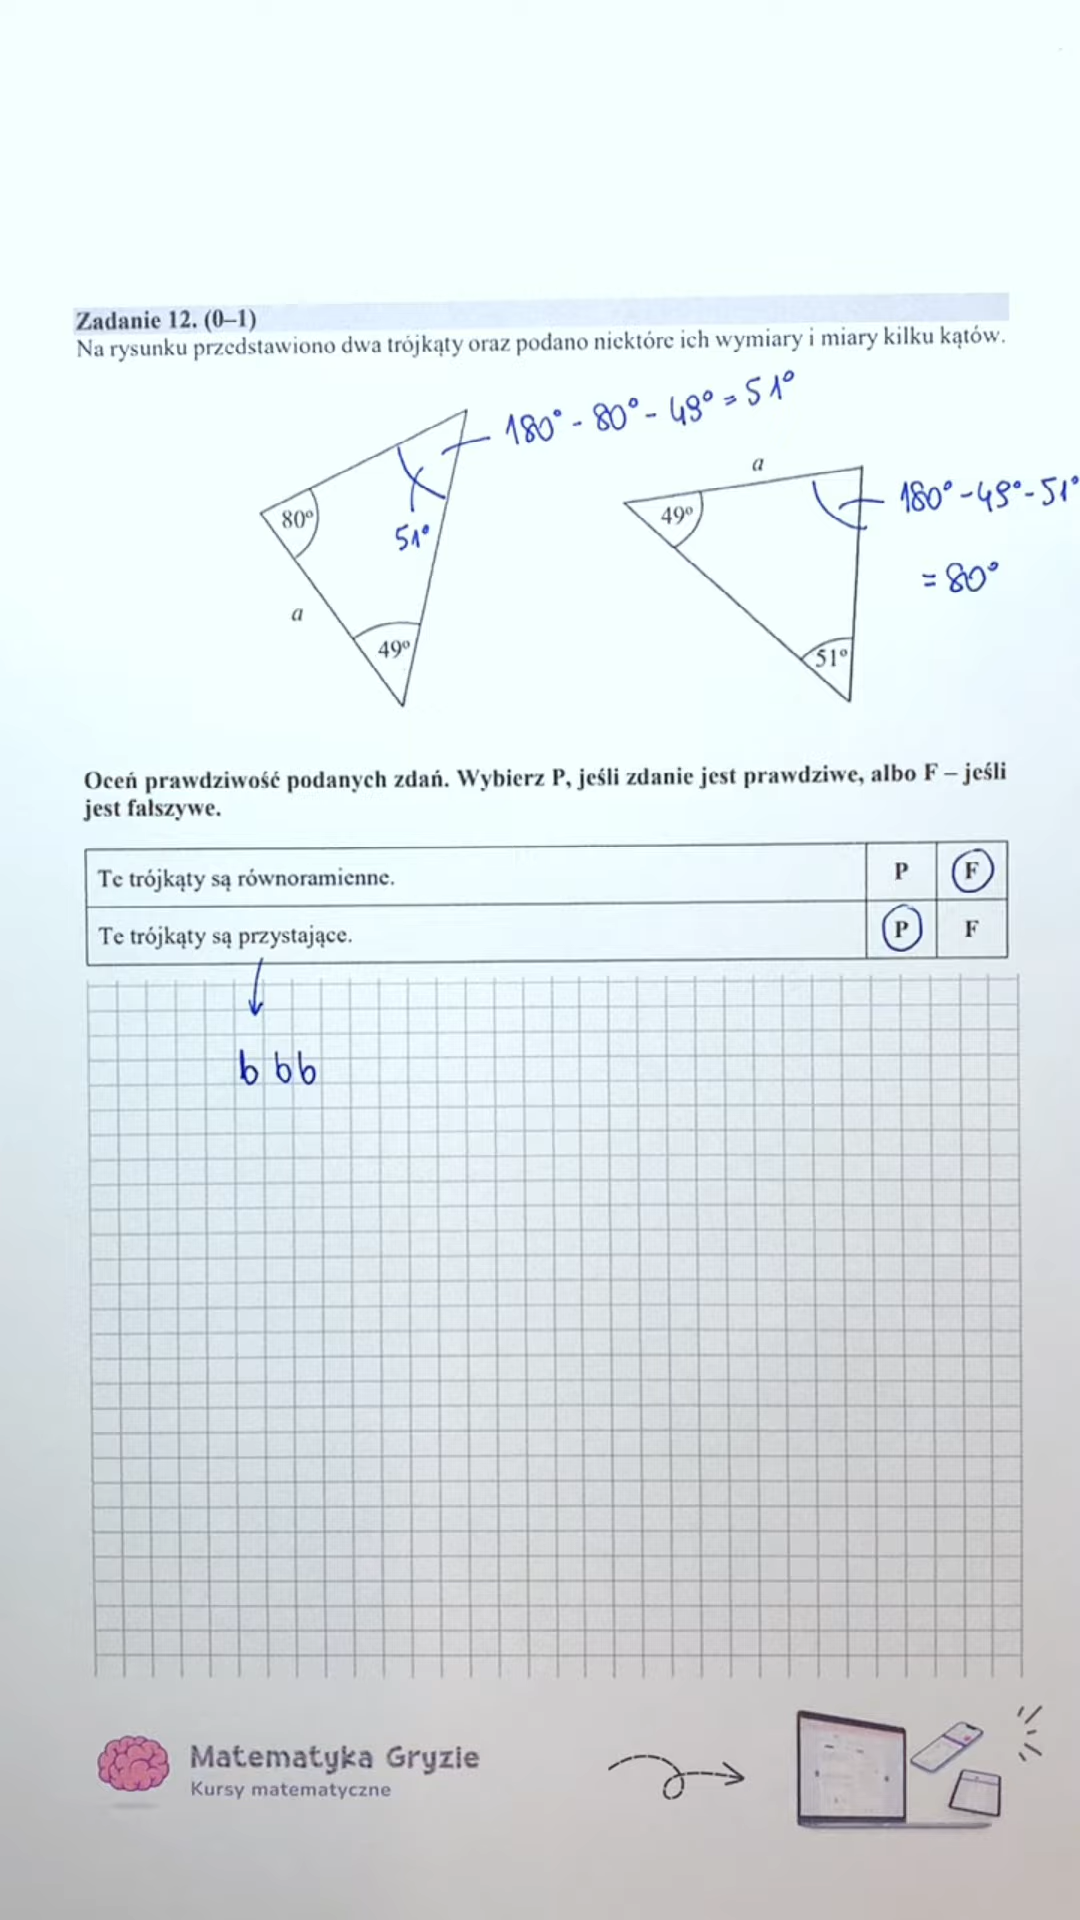 Zadanie 12. (0–1)
Na rysunku przedstawiono dwa trójkąty oraz podano niektóre ich wymiary i miary kilku kątów.
180° - 80° - 49° = 51°
80°
51°
a
49°
a
49°
180° - 49° - 51°
= 80°
51°
Oceń prawdziwość podanych zdań. Wybierz P, jeśli zdanie jest prawdziwe, albo F – jeśli
jest fałszywe.
Te trójkąty są równoramienne. P F
Te trójkąty są przystające. P F
b b b
Matematyka Gryzie
Kursy matematyczne